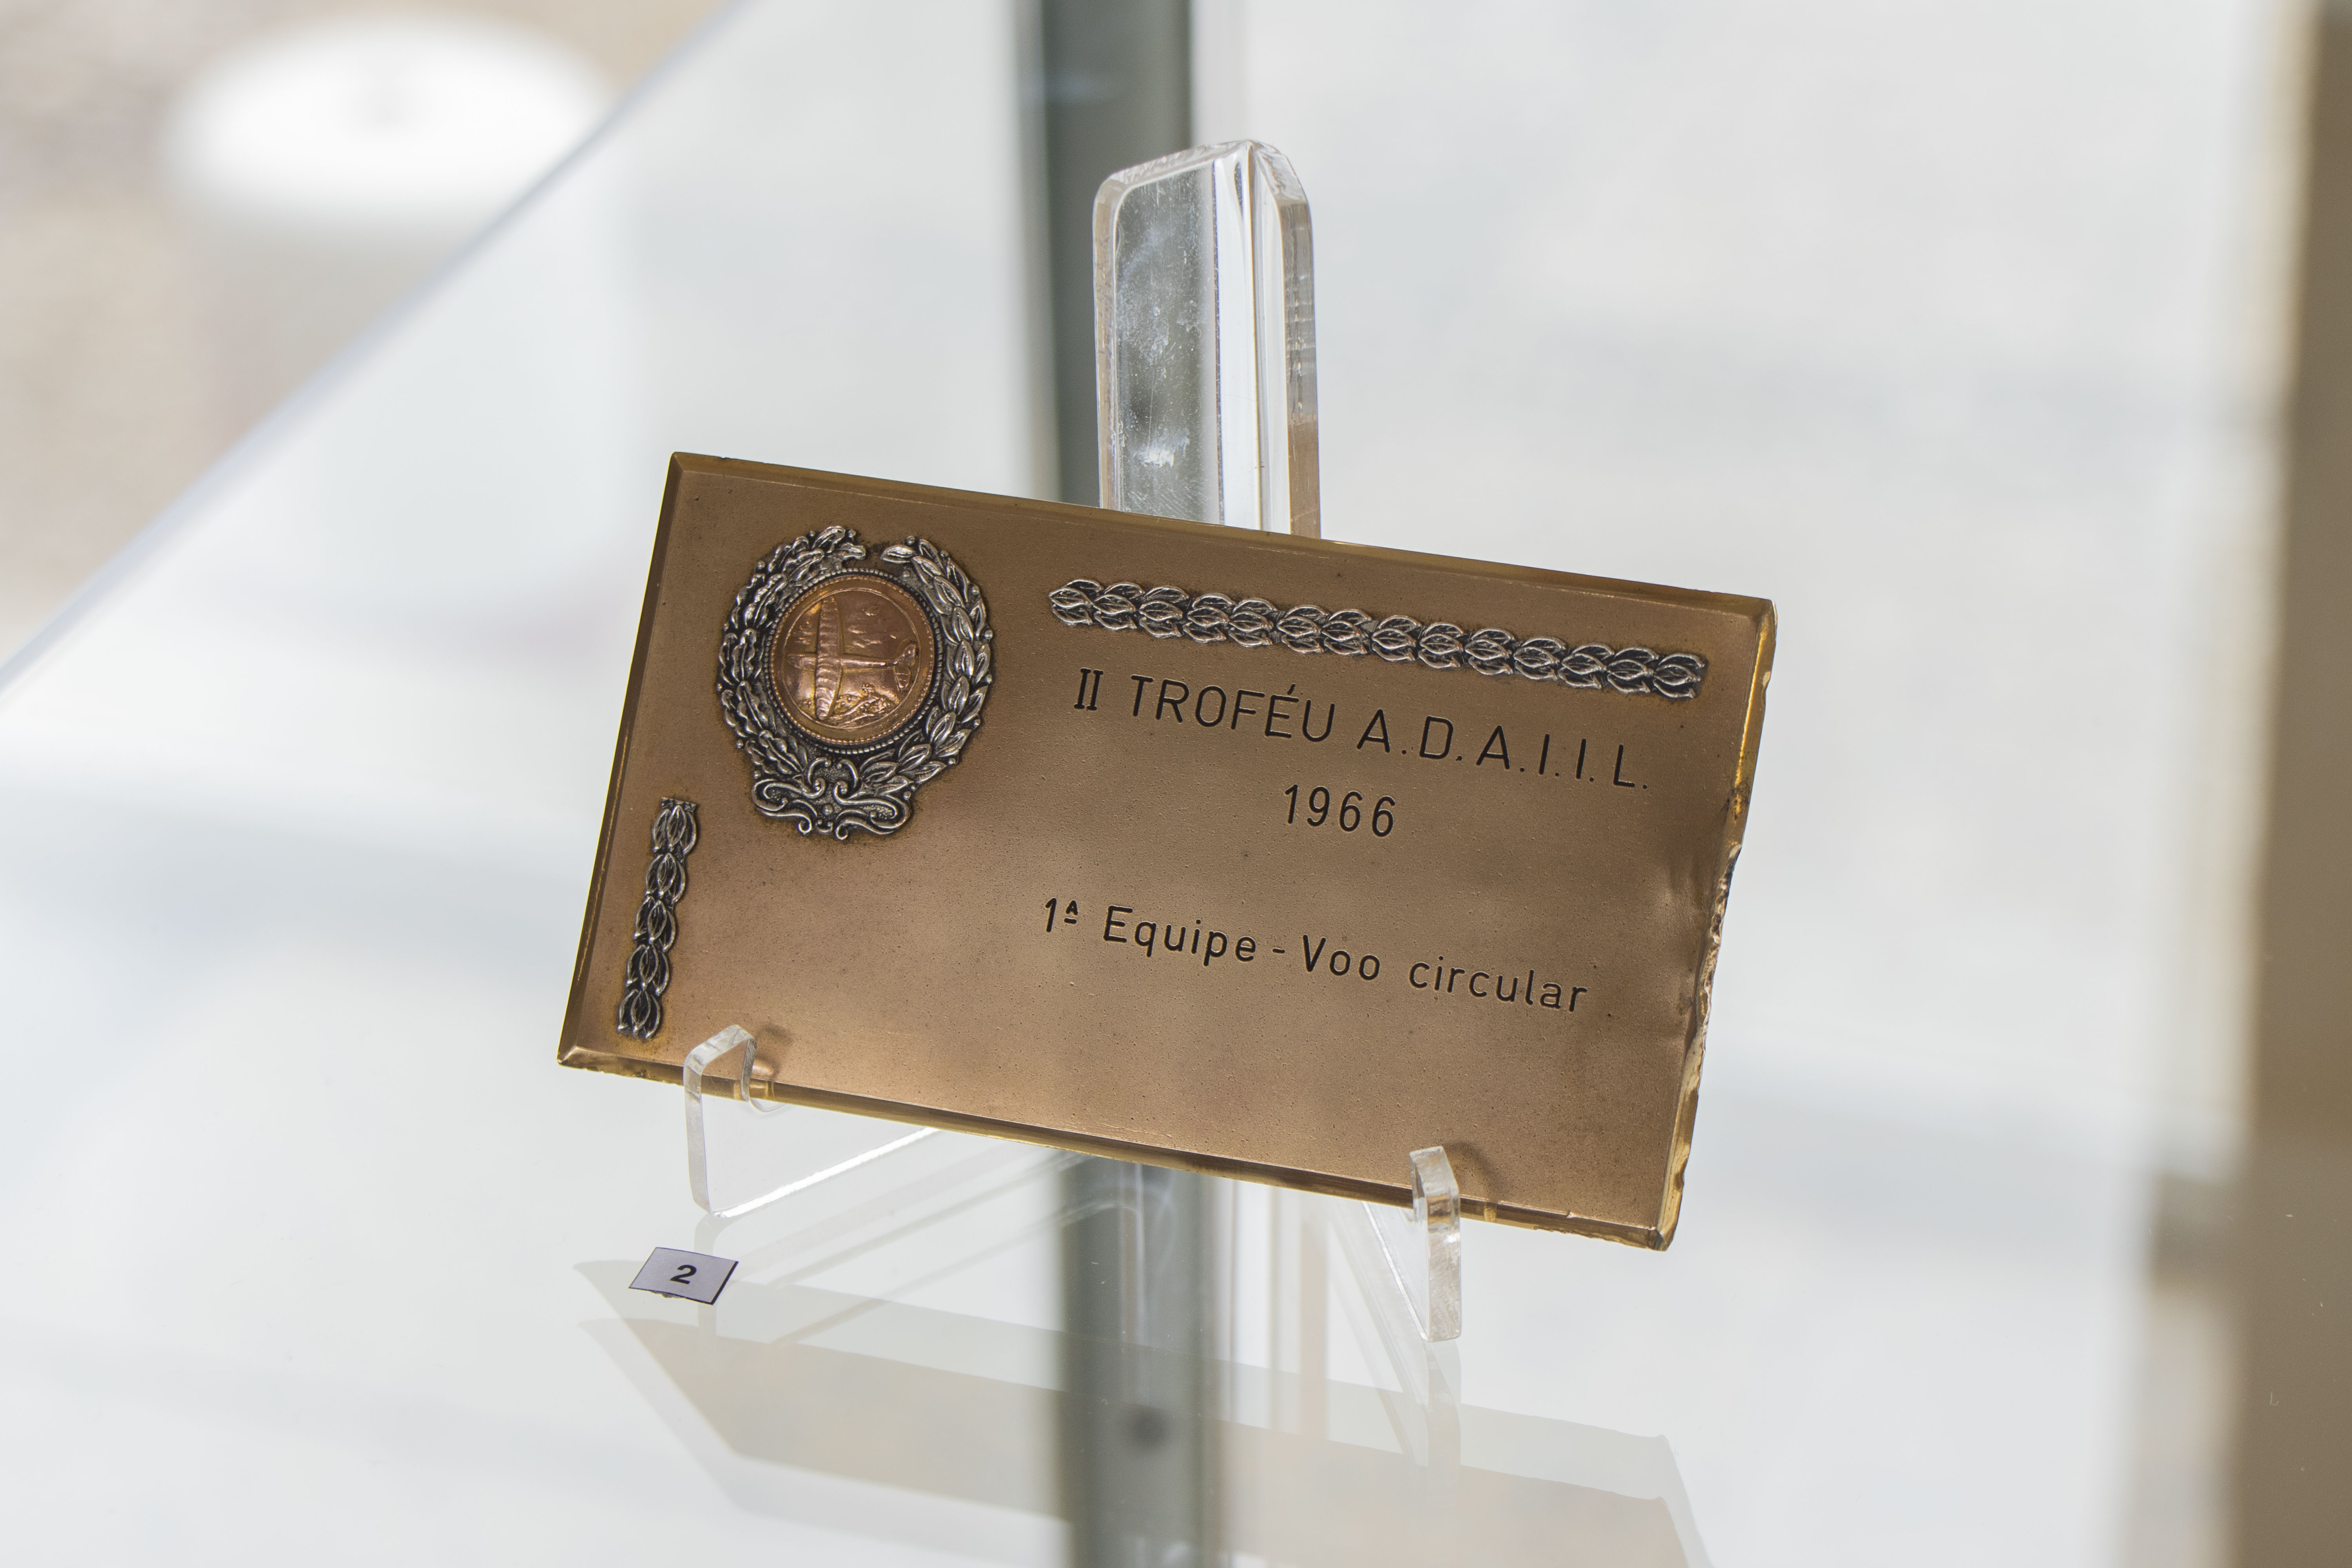 II TROFÉU A.D.A.I.I.L.
1966
1ª Equipe - Voo circular
2